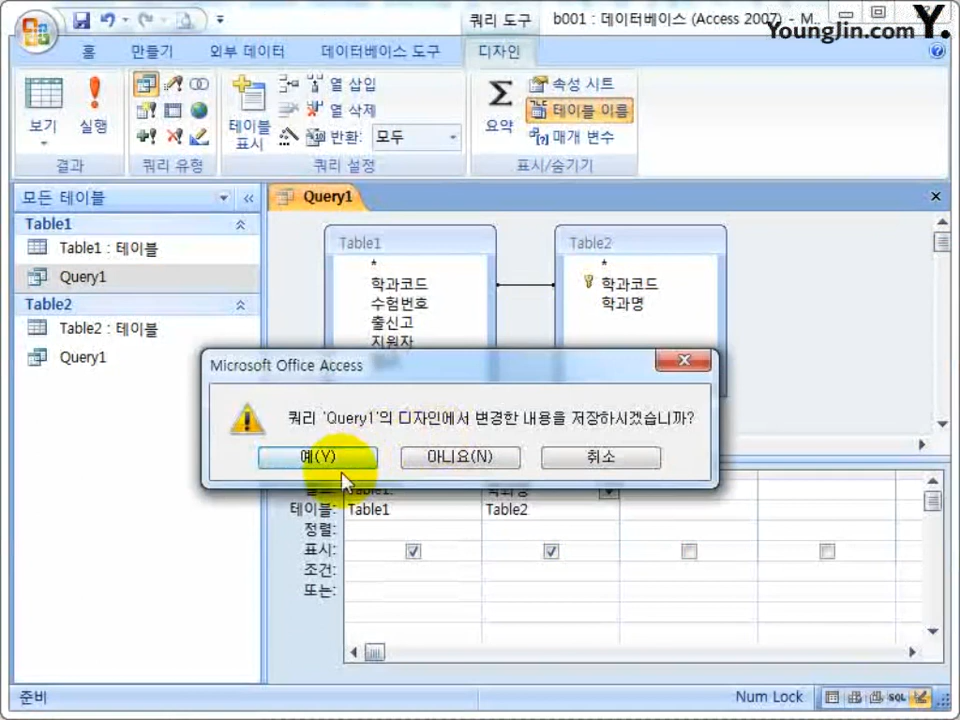 쿼리 도구
b001 : 데이터베이스 (Access 2007) - M..
YoungJin.com Y.
홈
만들기
외부 데이터
데이터베이스 도구
디자인
보기
실행
결과
쿼리 유형
테이블
표시
열 삽입
열 삭제
반환: 모두
쿼리 설정
Σ
요약
속성 시트
테이블 이름
매개 변수
표시/숨기기
모든 테이블
Table1
Table1 : 테이블
Query1
Table2
Table2 : 테이블
Query1
Query1
Table1
*
학과코드
수험번호
출신고
지원자
Table2
*
학과코드
학과명
Microsoft Office Access
쿼리 'Query1'의 디자인에서 변경한 내용을 저장하시겠습니까?
예(Y)
아니요(N)
취소
테이블: Table1 Table2
정렬:
표시:
조건:
또는:
준비
Num Lock
SQL